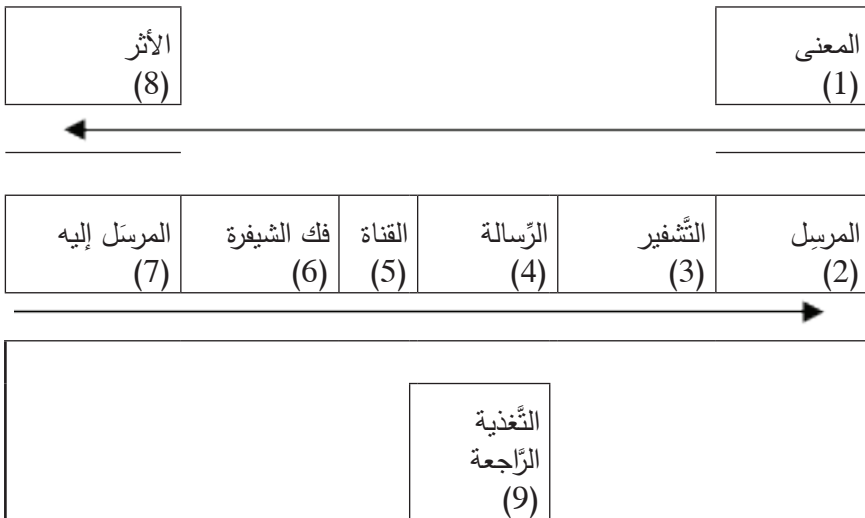 المعنى
(1)
الأثر
(8)
المرسِل
(2)
التَّشفير
(3)
الرِّسالة
(4)
القناة
(5)
فك الشيفرة
(6)
المرسَل إليه
(7)
التَّغذية
الرَّاجعة
(9)